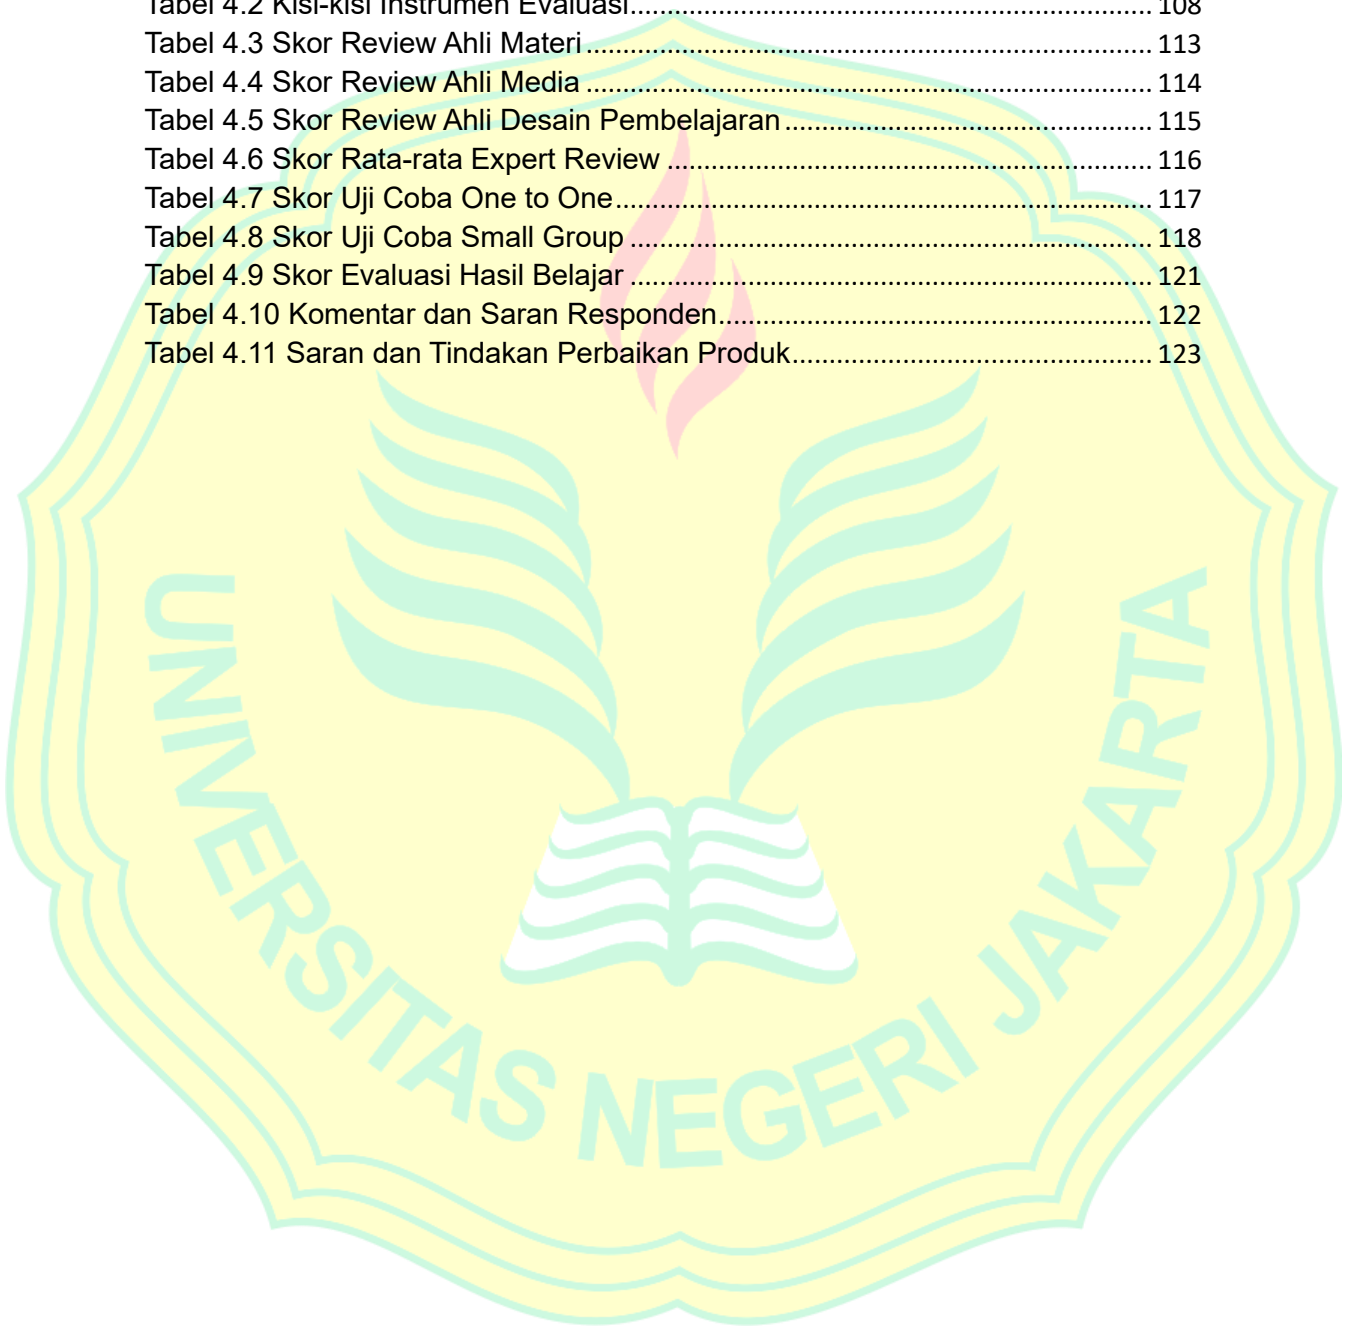 Tabel 4.2 Kisi-kisi Instrumen Evaluasi........................................................................ 108
Tabel 4.3 Skor Review Ahli Materi ............................................................................. 113
Tabel 4.4 Skor Review Ahli Media ............................................................................. 114
Tabel 4.5 Skor Review Ahli Desain Pembelajaran .................................................. 115
Tabel 4.6 Skor Rata-rata Expert Review ................................................................... 116
Tabel 4.7 Skor Uji Coba One to One.......................................................................... 117
Tabel 4.8 Skor Uji Coba Small Group ........................................................................ 118
Tabel 4.9 Skor Evaluasi Hasil Belajar ........................................................................ 121
Tabel 4.10 Komentar dan Saran Responden............................................................ 122
Tabel 4.11 Saran dan Tindakan Perbaikan Produk.................................................. 123
UNIVERSITAS NEGERI JAKARTA